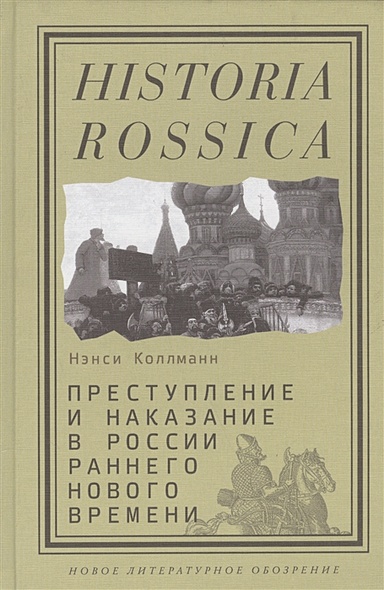 HISTORIA
ROSSICA
Нэнси Коллманн
ПРЕСТУПЛЕНИЕ
И НАКАЗАНИЕ
В РОССИИ
РАННЕГО
НОВОГО
ВРЕМЕНИ
НОВОЕ ЛИТЕРАТУРНОЕ ОБОЗРЕНИЕ